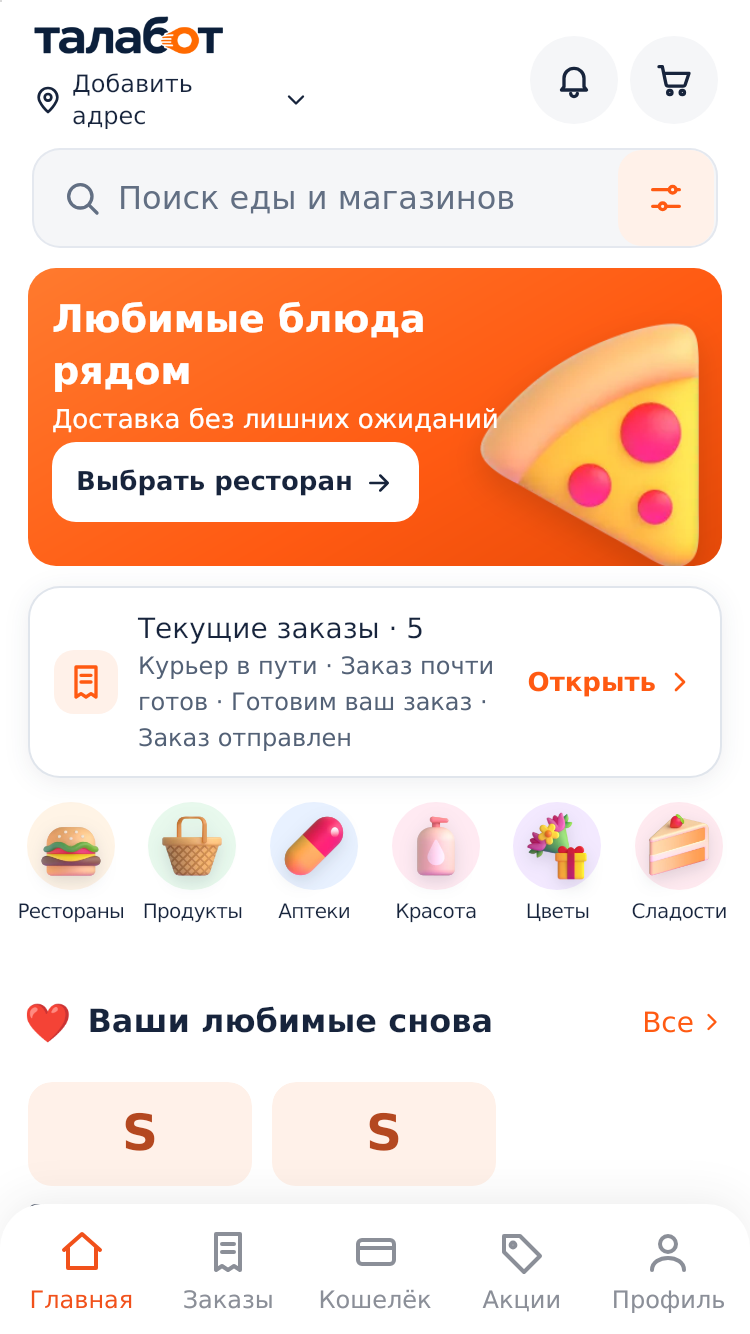 талабот
Добавить
адрес
Поиск еды и магазинов
Любимые блюда
рядом
Доставка без лишних ожиданий
Выбрать ресторан →
Текущие заказы · 5
Курьер в пути · Заказ почти
готов · Готовим ваш заказ ·
Заказ отправлен
Открыть
Рестораны Продукты Аптеки Красота Цветы Сладости
Ваши любимые снова
Все
S S
Главная Заказы Кошелёк Акции Профиль